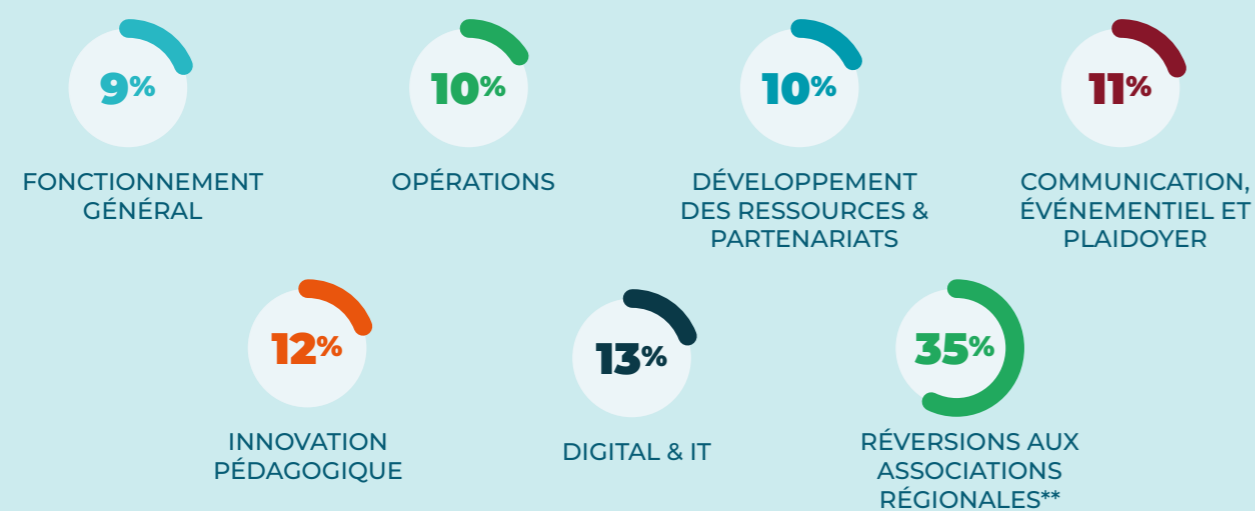 9%
FONCTIONNEMENT
GÉNÉRAL
10%
OPÉRATIONS
10%
DÉVELOPPEMENT
DES RESSOURCES &
PARTENARIATS
11%
COMMUNICATION,
ÉVÉNEMENTIEL ET
PLAIDOYER
12%
INNOVATION
PÉDAGOGIQUE
13%
DIGITAL & IT
35%
RÉVERSIONS AUX
ASSOCIATIONS
RÉGIONALES**